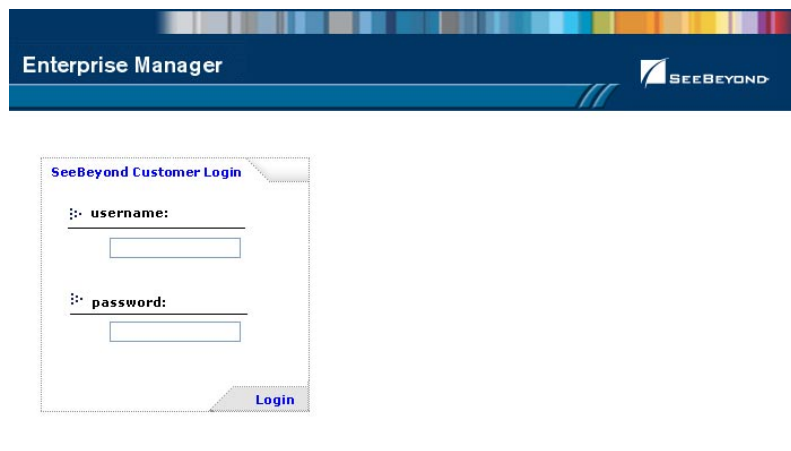 Enterprise Manager
SEEBEYOND
SeeBeyond Customer Login
username:
password:
Login